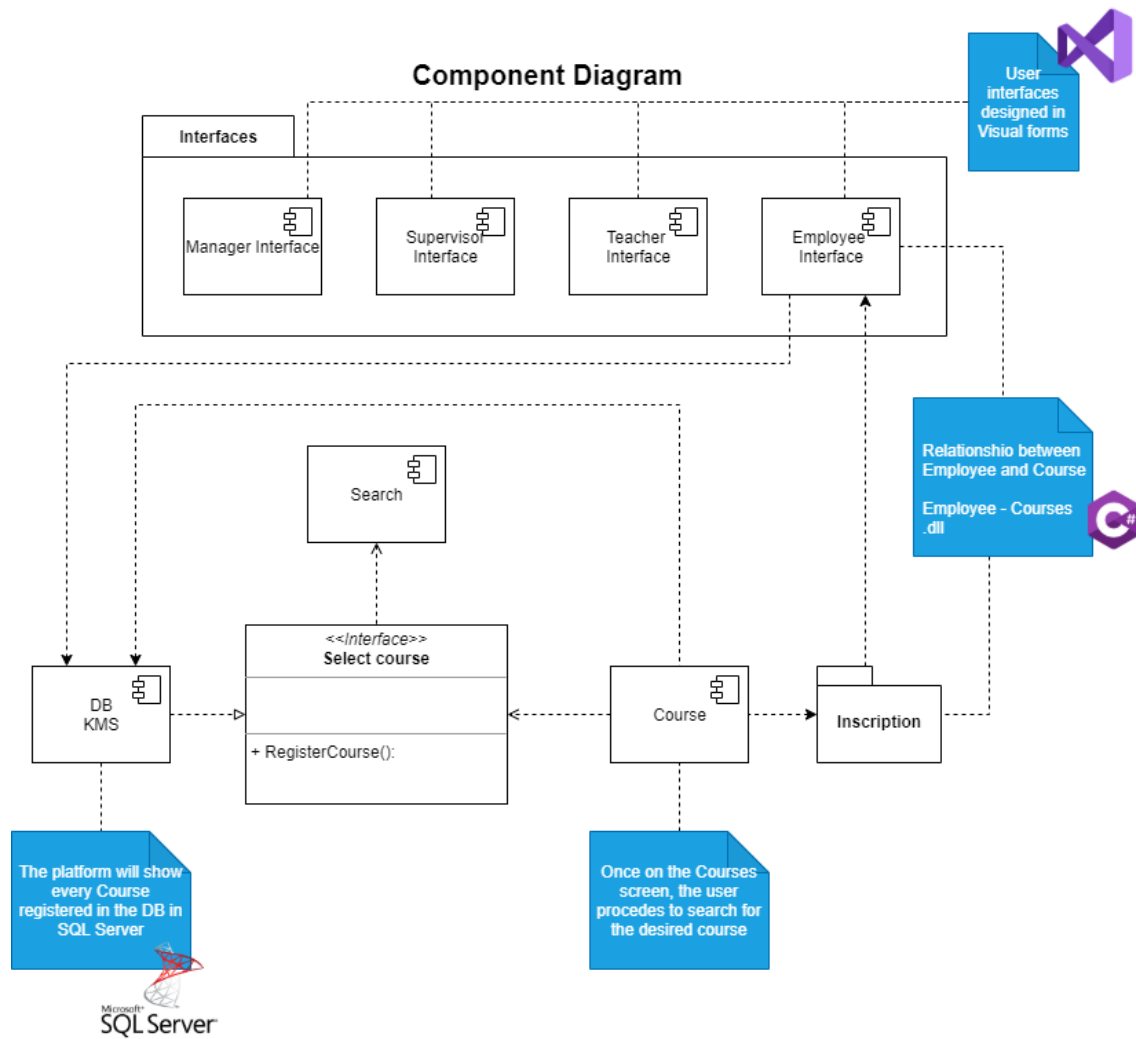 Component Diagram
User
interfaces
designed in
Visual forms
Interfaces
Manager Interface
Supervisor
Interface
Teacher
Interface
Employee
Interface
Relationshio between
Employee and Course
Employee - Courses
.dll
C#
Search
<<Interface>>
Select course
+ RegisterCourse():
DB
KMS
Course
Inscription
The platform will show
every Course
registered in the DB in
SQL Server
Once on the Courses
screen, the user
procedes to search for
the desired course
Microsoft
SQL Server